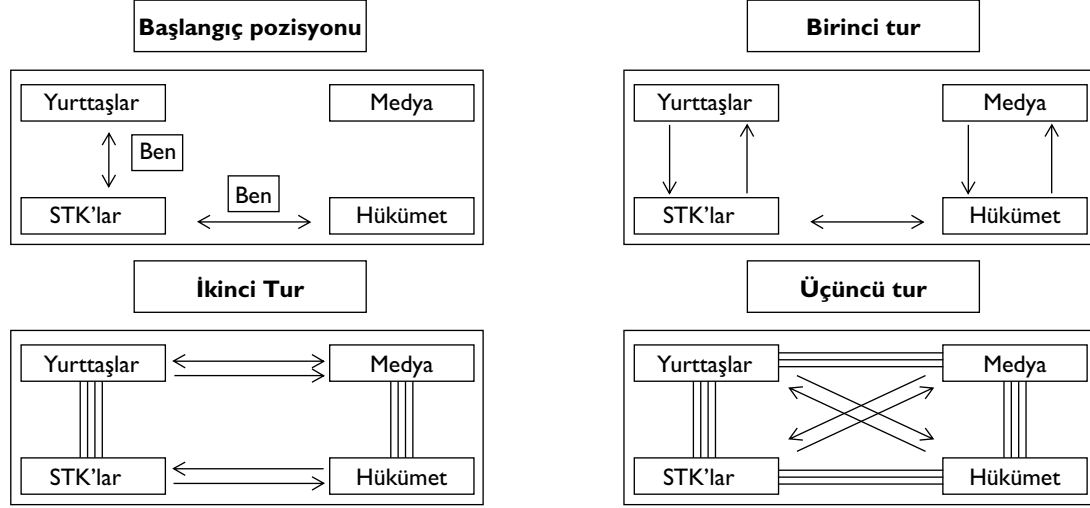 Başlangıç pozisyonu
Yurttaşlar
Medya
Ben
Ben
STK'lar
Hükümet
Birinci tur
Yurttaşlar
Medya
STK'lar
Hükümet
İkinci Tur
Yurttaşlar
Medya
STK'lar
Hükümet
Üçüncü tur
Yurttaşlar
Medya
STK'lar
Hükümet